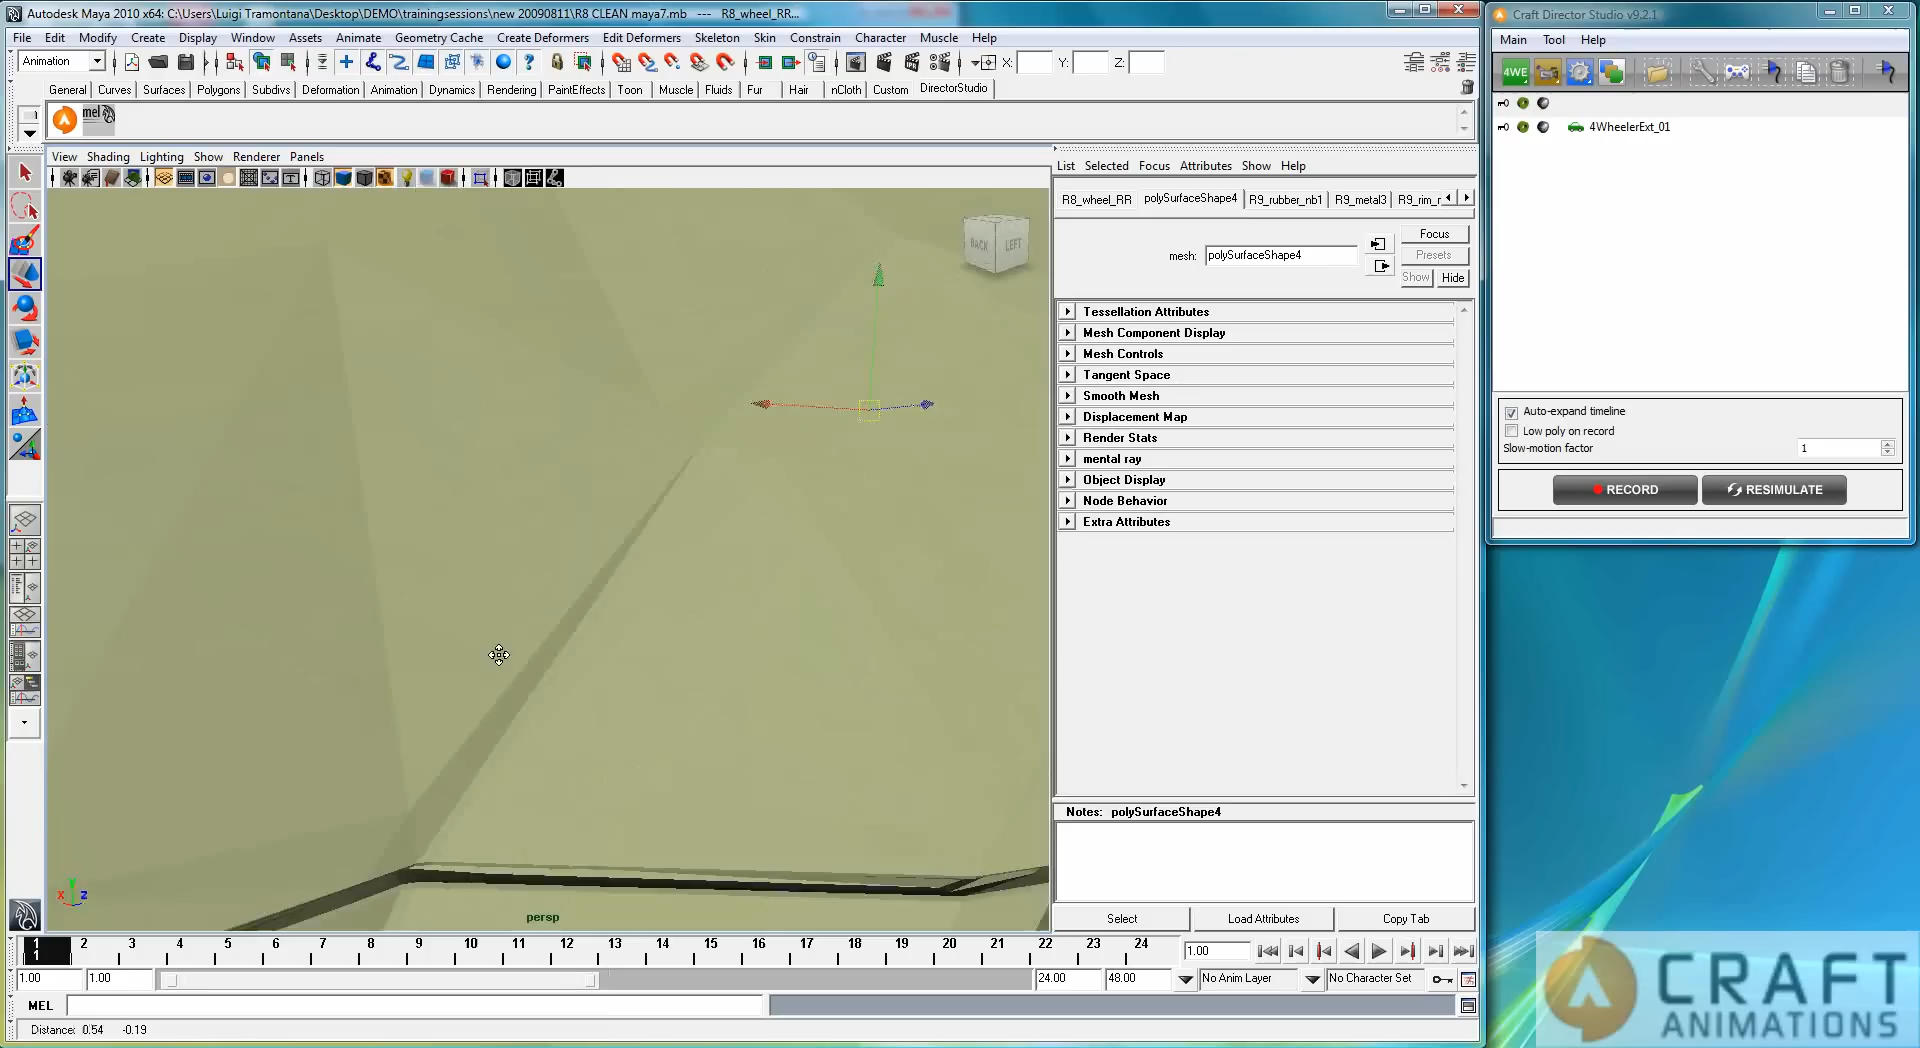 Autodesk Maya 2010 x64: C:\Users\Luigi Tramontana\Desktop\DEMO\trainingsessions\new 20090811\R8 CLEAN maya7.mb --- R8_wheel_RR...
File Edit Modify Create Display Window Assets Animate Geometry Cache Create Deformers Edit Deformers Skeleton Skin Constrain Character Muscle Help
Animation X: Y: Z:
General Curves Surfaces Polygons Subdivs Deformation Animation Dynamics Rendering PaintEffects Toon Muscle Fluids Fur Hair nCloth Custom DirectorStudio
mel
View Shading Lighting Show Renderer Panels
BACK LEFT
persp
List Selected Focus Attributes Show Help
R8_wheel_RR polySurfaceShape4 R9_rubber_nb1 R9_metal3 R9_rim_r
mesh: polySurfaceShape4
Focus
Presets
Show Hide
Tessellation Attributes
Mesh Component Display
Mesh Controls
Tangent Space
Smooth Mesh
Displacement Map
Render Stats
mental ray
Object Display
Node Behavior
Extra Attributes
Notes: polySurfaceShape4
Select Load Attributes Copy Tab
1 2 3 4 5 6 7 8 9 10 11 12 13 14 15 16 17 18 19 20 21 22 23 24
1 1.00
1.00 1.00 24.00 48.00 No Anim Layer No Character Set
MEL
Distance: 0.54 -0.19
X Y Z
Craft Director Studio v9.2.1
Main Tool Help
4WE
4WheelerExt_01
Auto-expand timeline
Low poly on record
Slow-motion factor 1
RECORD RESIMULATE
CRAFT
ANIMATIONS